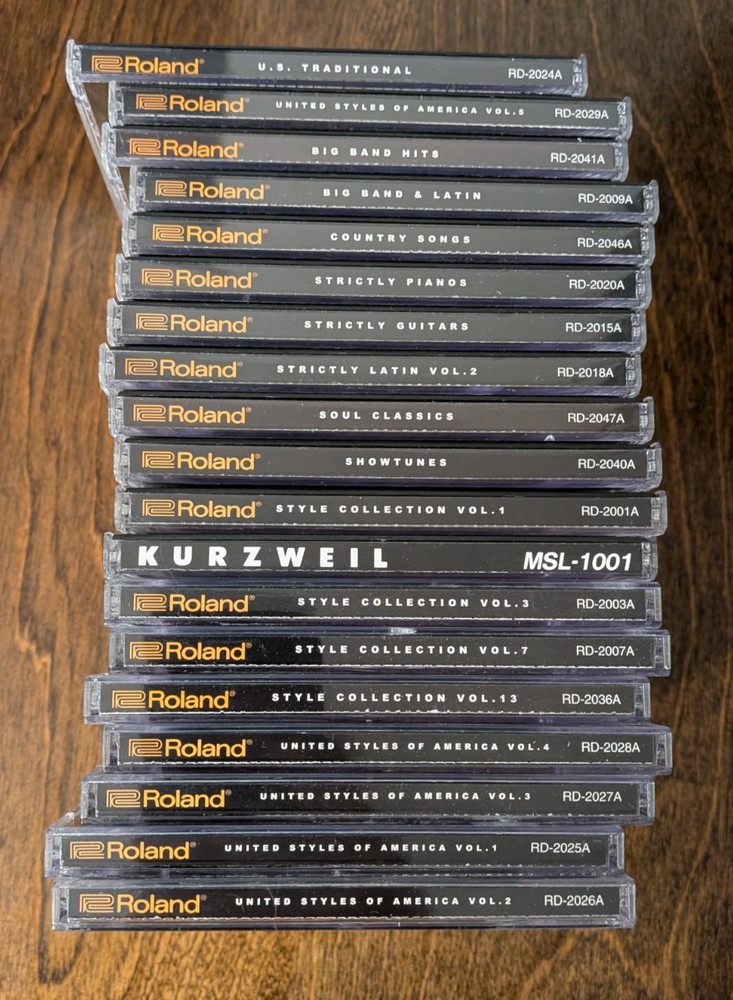 Roland® U.S. TRADITIONAL RD-2024A
Roland® UNITED STYLES OF AMERICA VOL.5 RD-2029A
Roland® BIG BAND HITS RD-2041A
Roland® BIG BAND & LATIN RD-2009A
Roland® COUNTRY SONGS RD-2046A
Roland® STRICTLY PIANOS RD-2020A
Roland® STRICTLY GUITARS RD-2015A
Roland® STRICTLY LATIN VOL.2 RD-2018A
Roland® SOUL CLASSICS RD-2047A
Roland® SHOWTUNES RD-2040A
Roland® STYLE COLLECTION VOL.1 RD-2001A
KURZWEIL MSL-1001
Roland® STYLE COLLECTION VOL.3 RD-2003A
Roland® STYLE COLLECTION VOL.7 RD-2007A
Roland® STYLE COLLECTION VOL.13 RD-2036A
Roland® UNITED STYLES OF AMERICA VOL.4 RD-2028A
Roland® UNITED STYLES OF AMERICA VOL.3 RD-2027A
Roland® UNITED STYLES OF AMERICA VOL.1 RD-2025A
Roland® UNITED STYLES OF AMERICA VOL.2 RD-2026A